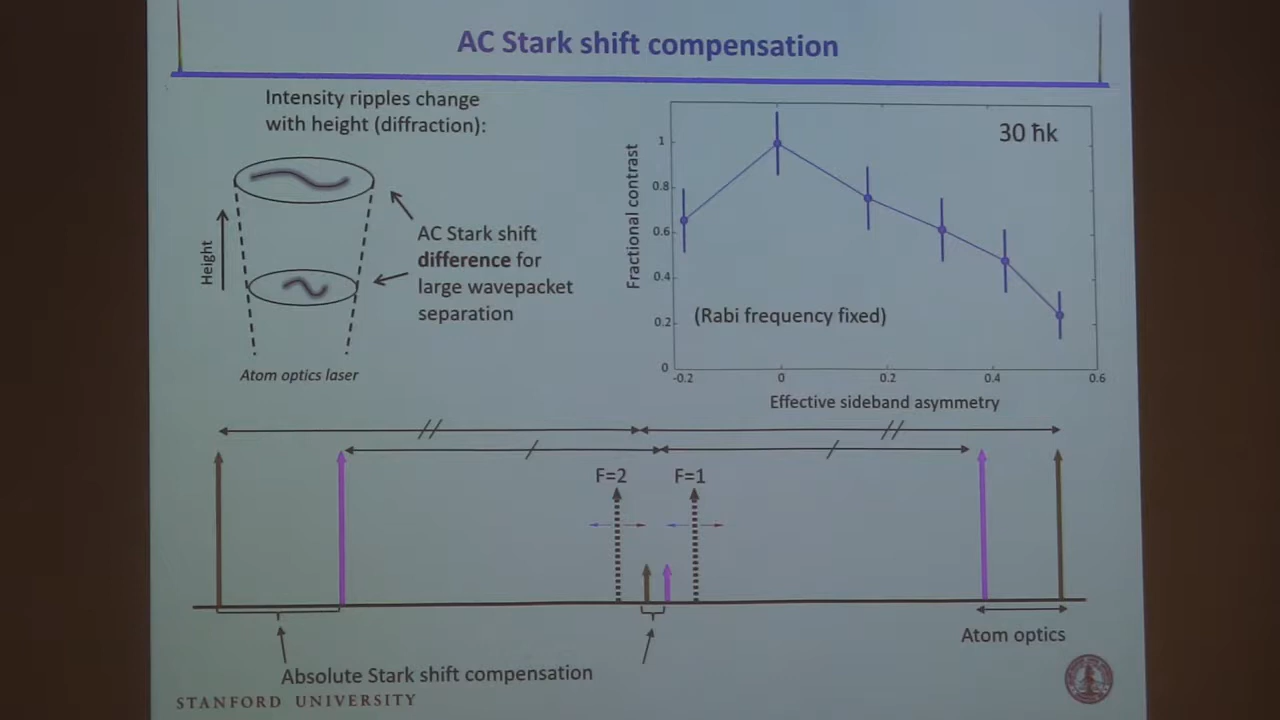 AC Stark shift compensation
Intensity ripples change
with height (diffraction):
Height
AC Stark shift
difference for
large wavepacket
separation
Atom optics laser
30 ħk
Fractional contrast
1
0.8
0.6
0.4
0.2
0
(Rabi frequency fixed)
-0.2 0 0.2 0.4 0.6
Effective sideband asymmetry
F=2 F=1
Atom optics
Absolute Stark shift compensation
STANFORD UNIVERSITY